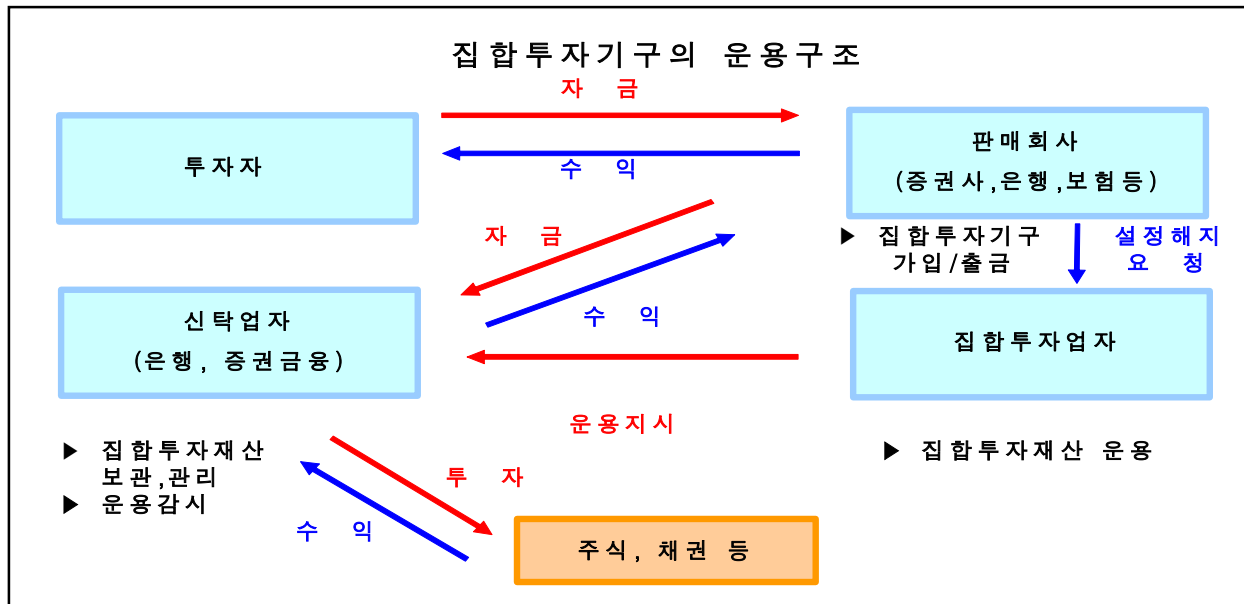 집합투자기구의 운용구조
자 금
투자자
수 익
판매회사
(증권사,은행,보험등)
자 금
▶ 집합투자기구
가입/출금
설정해지
요 청
신탁업자
(은행, 증권금융)
수 익
집합투자업자
운용지시
▶ 집합투자재산
보관,관리
▶ 운용감시
▶ 집합투자재산 운용
투 자
수 익
주식, 채권 등